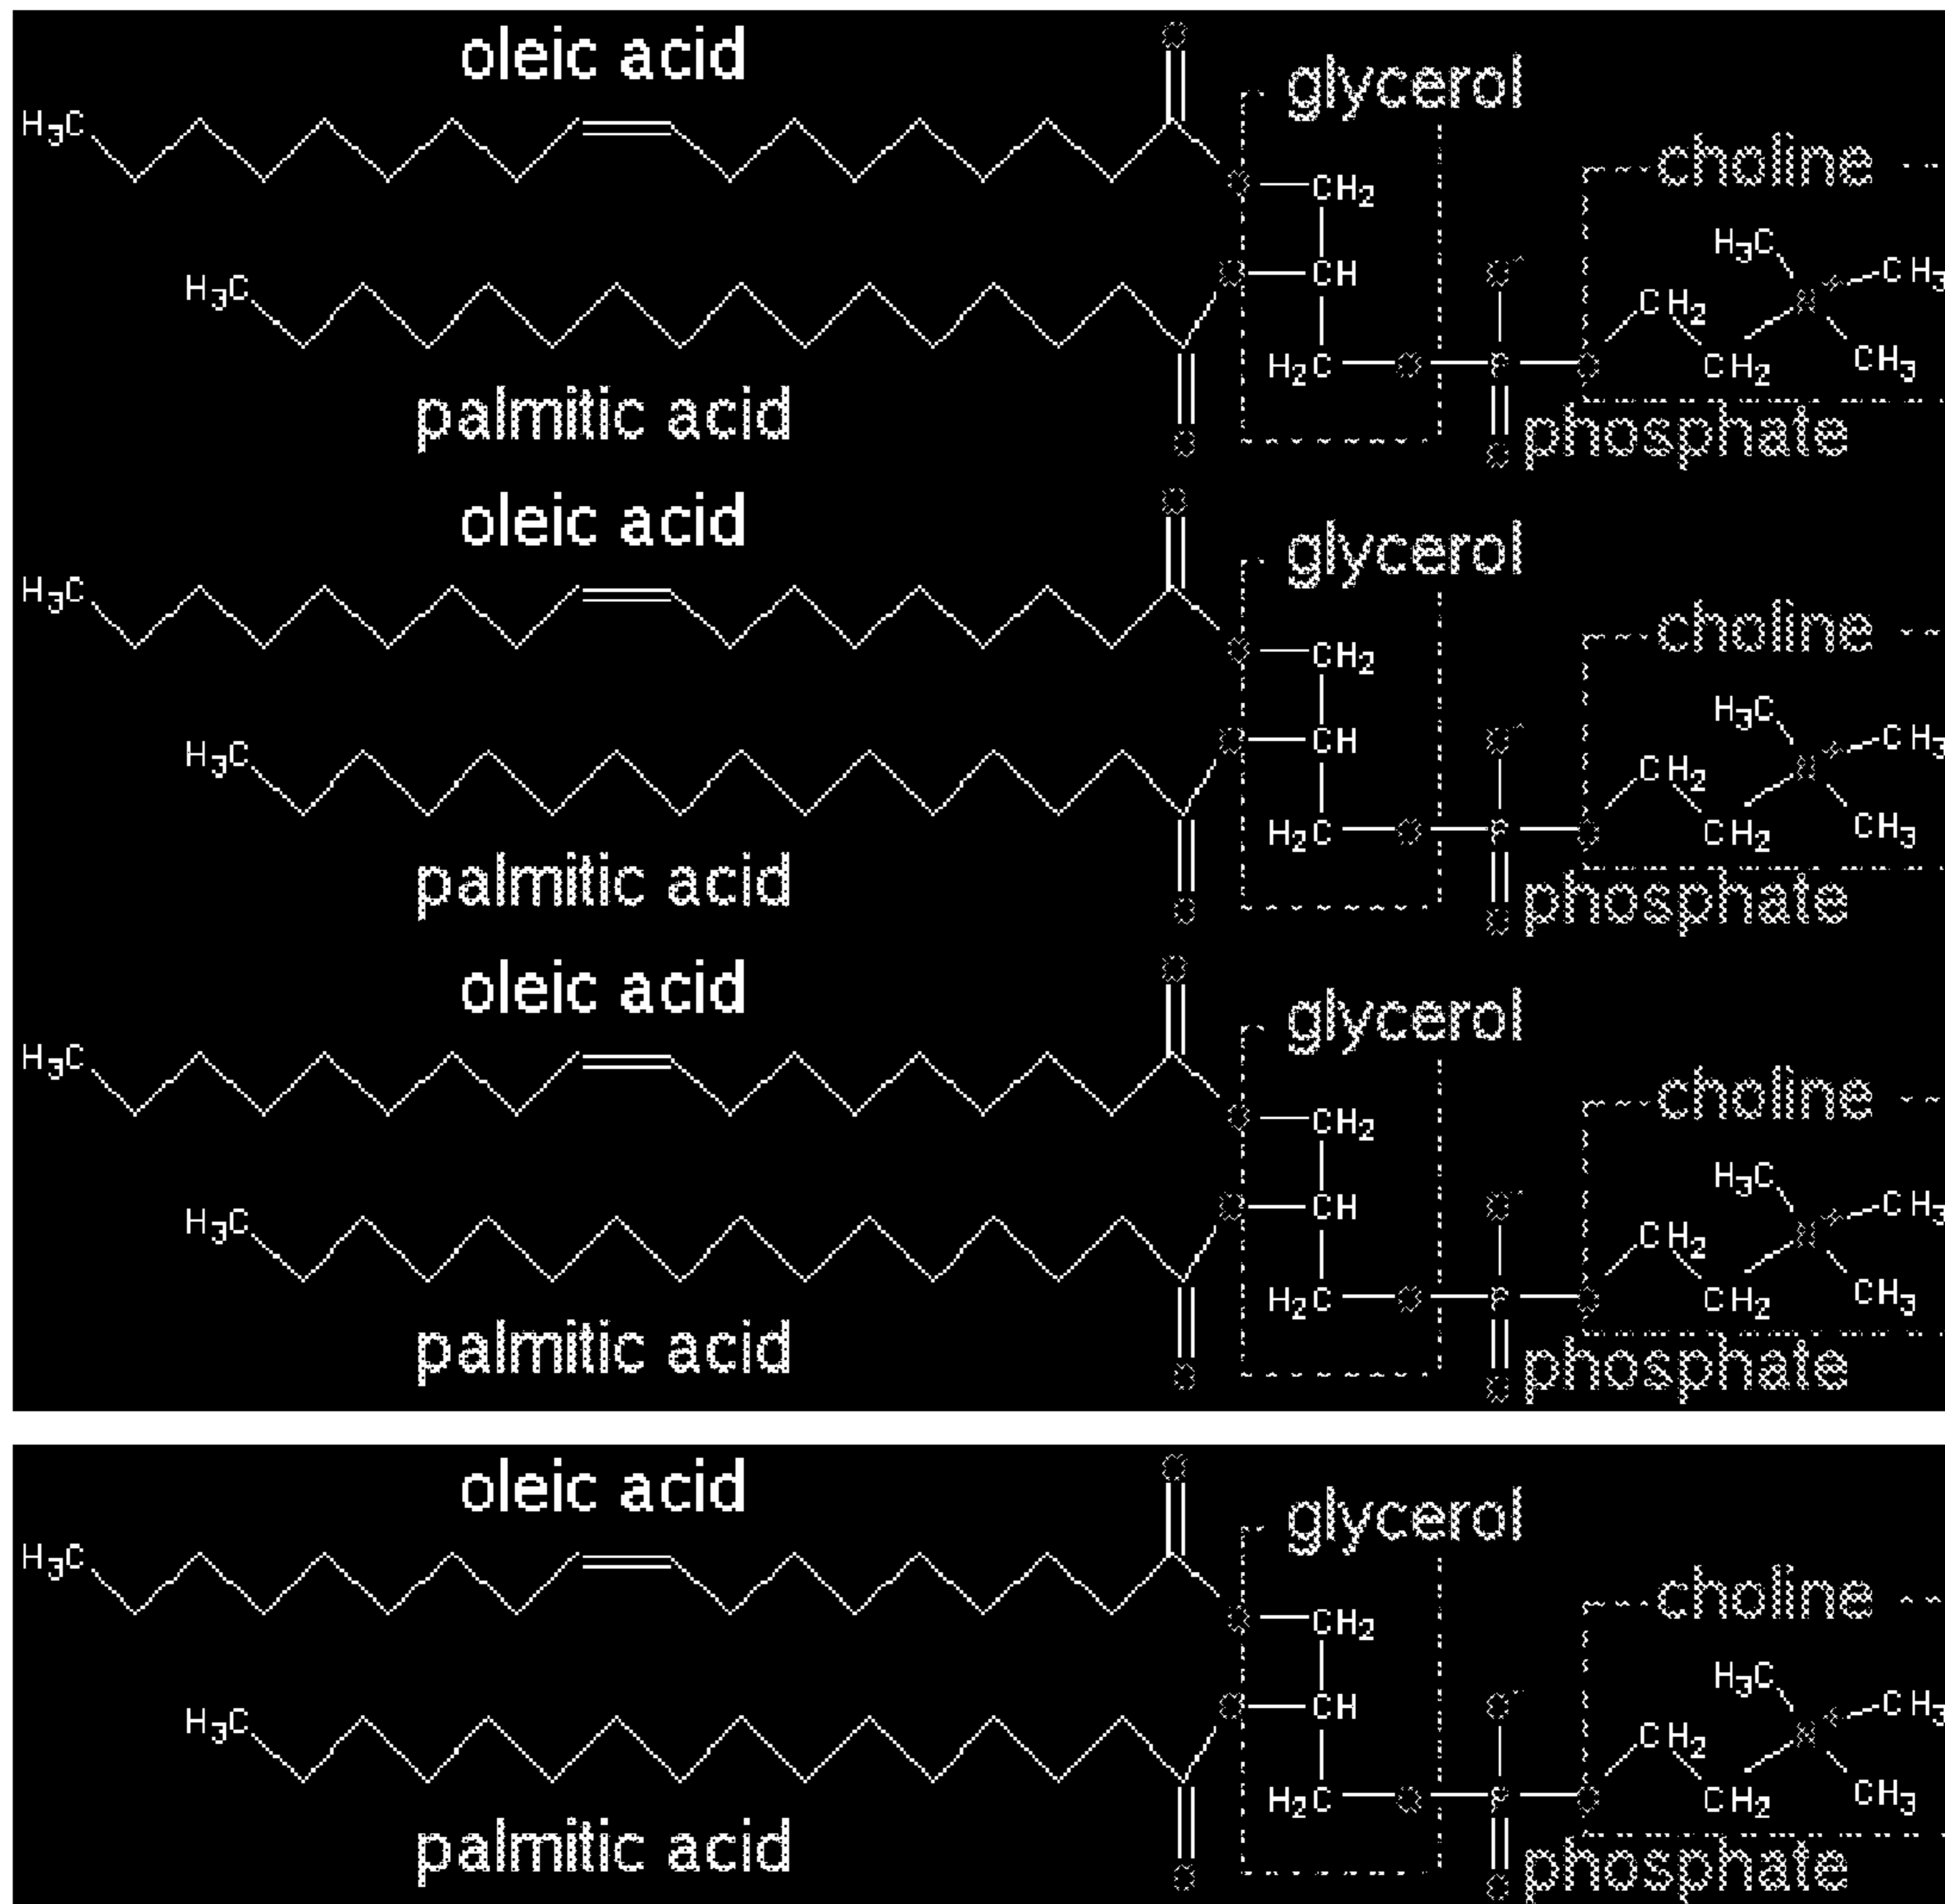 oleic acid
O
glycerol
H3C
choline
O CH2
H3C CH3
H3C O CH O- N+
CH2
H2C O P O CH2 CH3
palmitic acid
O O phosphate
oleic acid
O
glycerol
H3C
choline
O CH2
H3C CH3
H3C O CH O- N+
CH2
H2C O P O CH2 CH3
palmitic acid
O O phosphate
oleic acid
O
glycerol
H3C
choline
O CH2
H3C CH3
H3C O CH O- N+
CH2
H2C O P O CH2 CH3
palmitic acid
O O phosphate
oleic acid
O
glycerol
H3C
choline
O CH2
H3C CH3
H3C O CH O- N+
CH2
H2C O P O CH2 CH3
palmitic acid
O O phosphate